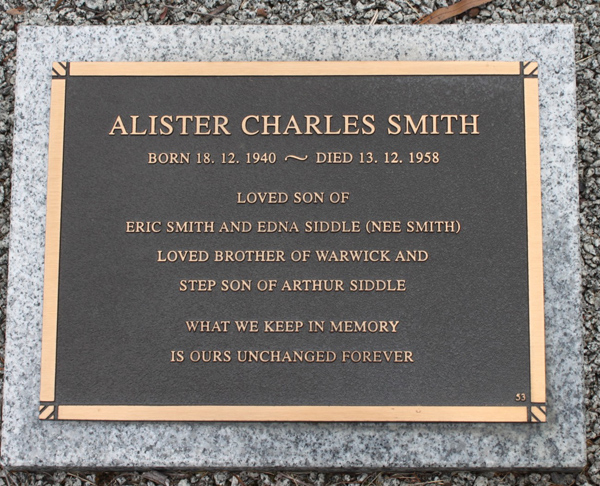 ALISTER CHARLES SMITH
BORN 18. 12. 1940 ~ DIED 13. 12. 1958
LOVED SON OF
ERIC SMITH AND EDNA SIDDLE (NEE SMITH)
LOVED BROTHER OF WARWICK AND
STEP SON OF ARTHUR SIDDLE
WHAT WE KEEP IN MEMORY
IS OURS UNCHANGED FOREVER
53